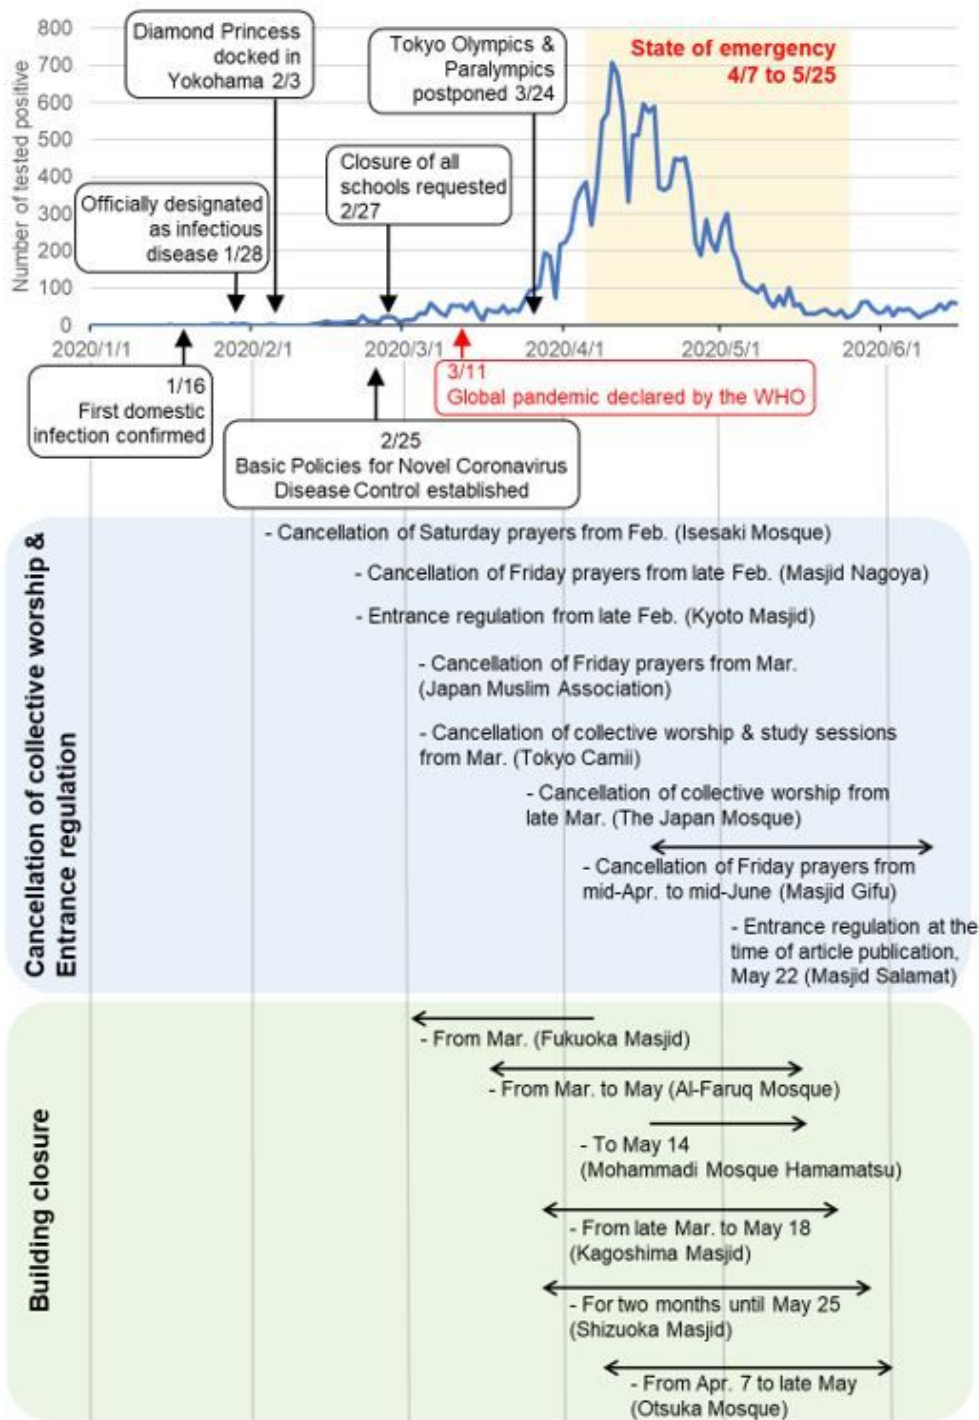 800
700
600
500
400
300
200
100
0
Number of tested positive
Diamond Princess
docked in
Yokohama 2/3
Tokyo Olympics &
Paralympics
postponed 3/24
State of emergency
4/7 to 5/25
Closure of all
schools requested
2/27
Officially designated
as infectious
disease 1/28
2020/1/1
2020/2/1
2020/3/1
2020/4/1
2020/5/1
2020/6/1
1/16
First domestic
infection confirmed
3/11
Global pandemic declared by the WHO
2/25
Basic Policies for Novel Coronavirus
Disease Control established
Cancellation of collective worship &
Entrance regulation
- Cancellation of Saturday prayers from Feb. (Isesaki Mosque)
- Cancellation of Friday prayers from late Feb. (Masjid Nagoya)
- Entrance regulation from late Feb. (Kyoto Masjid)
- Cancellation of Friday prayers from Mar.
(Japan Muslim Association)
- Cancellation of collective worship & study sessions
from Mar. (Tokyo Camii)
- Cancellation of collective worship from
late Mar. (The Japan Mosque)
- Cancellation of Friday prayers from
mid-Apr. to mid-June (Masjid Gifu)
- Entrance regulation at the
time of article publication,
May 22 (Masjid Salamat)
Building closure
- From Mar. (Fukuoka Masjid)
- From Mar. to May (Al-Faruq Mosque)
- To May 14
(Mohammadi Mosque Hamamatsu)
- From late Mar. to May 18
(Kagoshima Masjid)
- For two months until May 25
(Shizuoka Masjid)
- From Apr. 7 to late May
(Otsuka Mosque)